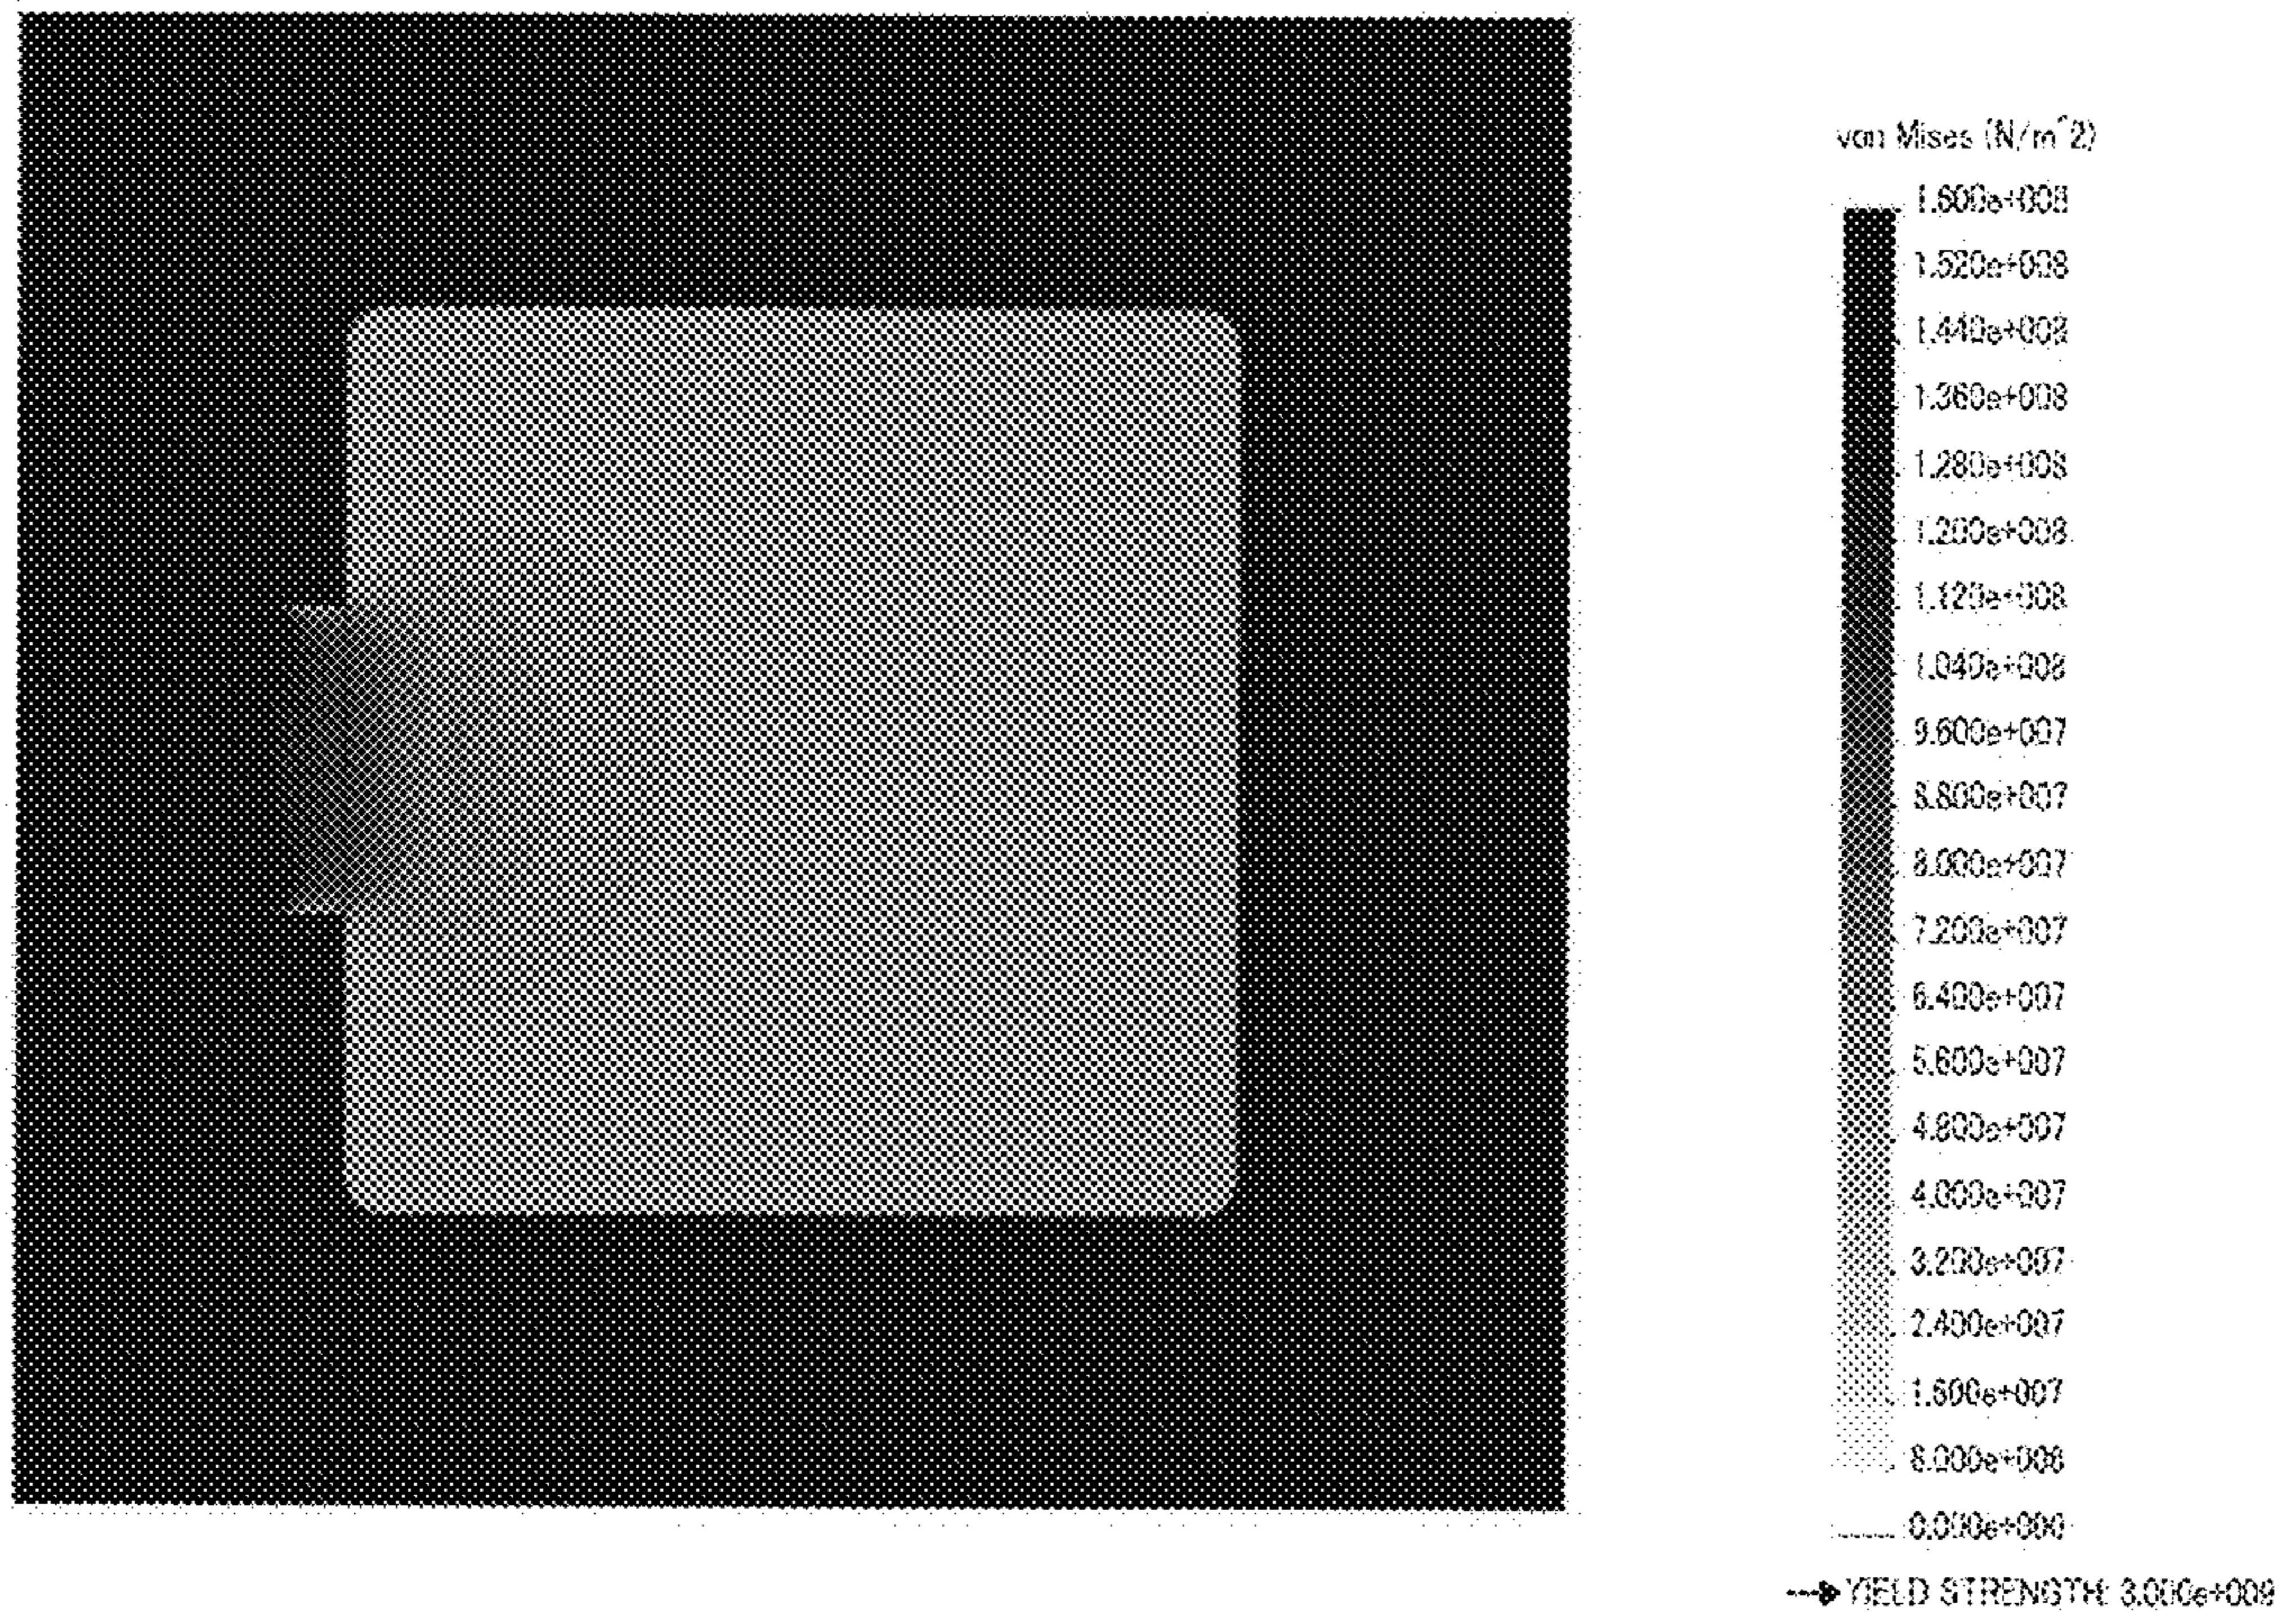 von Mises (N/m^2)
1.600e+008
1.520e+008
1.440e+008
1.360e+008
1.280e+008
1.200e+008
1.120e+008
1.040e+008
9.600e+007
8.800e+007
8.000e+007
7.200e+007
6.400e+007
5.600e+007
4.800e+007
4.000e+007
3.200e+007
2.400e+007
1.600e+007
8.000e+006
0.000e+000
YIELD STRENGTH: 3.000e+008